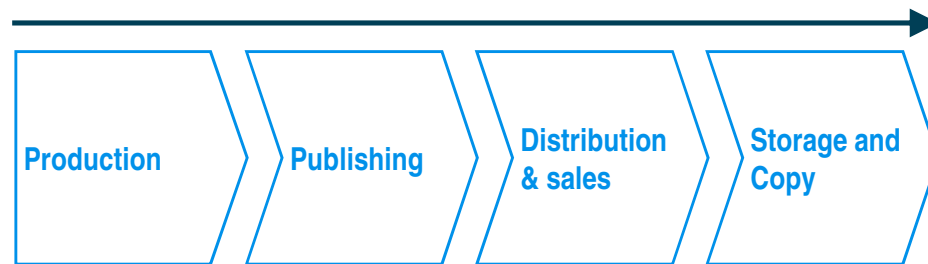 Production
Publishing
Distribution
& sales
Storage and
Copy